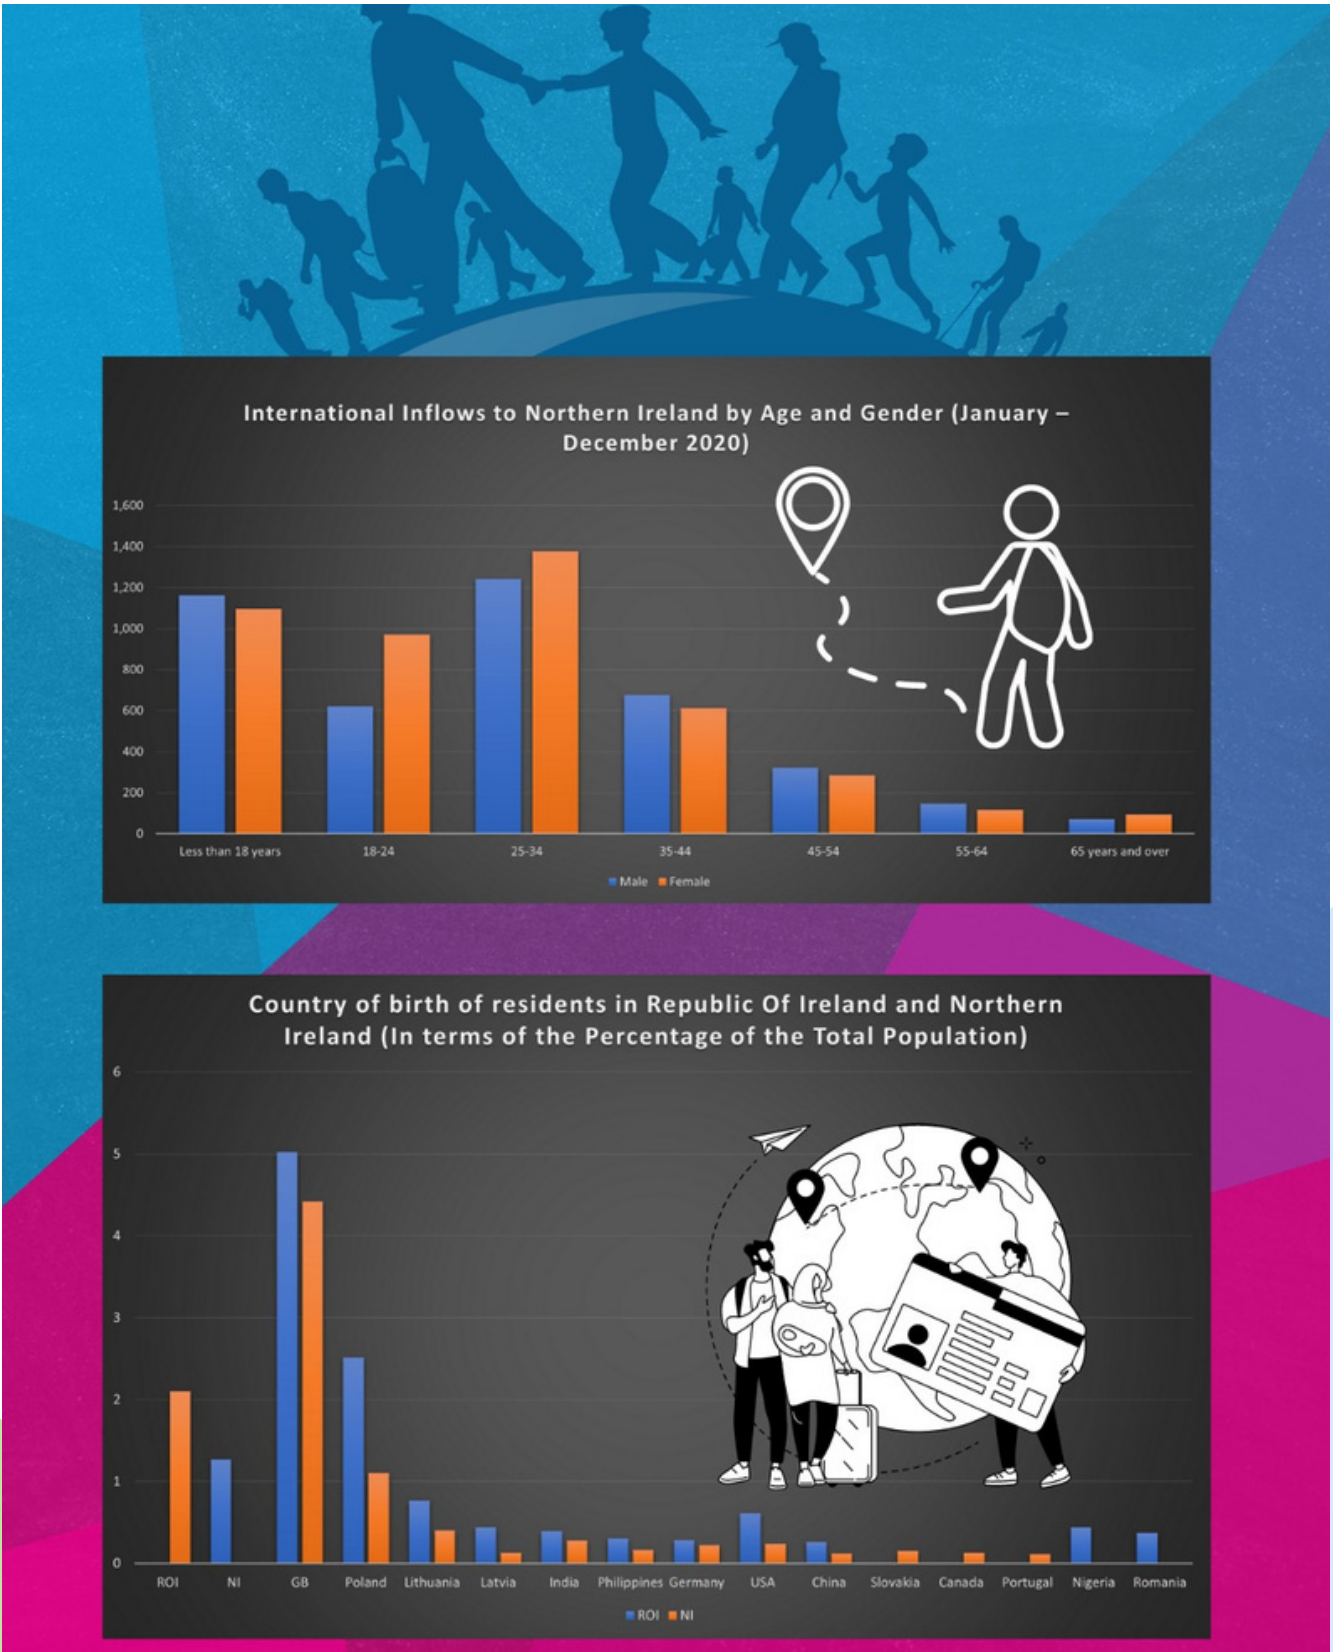 International Inflows to Northern Ireland by Age and Gender (January –
December 2020)
1,600
1,400
1,200
1,000
800
600
400
200
0
Less than 18 years
18-24
25-34
35-44
45-54
55-64
65 years and over
Male
Female
Country of birth of residents in Republic Of Ireland and Northern
Ireland (In terms of the Percentage of the Total Population)
6
5
4
3
2
1
0
ROI
NI
GB
Poland
Lithuania
Latvia
India
Philippines
Germany
USA
China
Slovakia
Canada
Portugal
Nigeria
Romania
ROI
NI